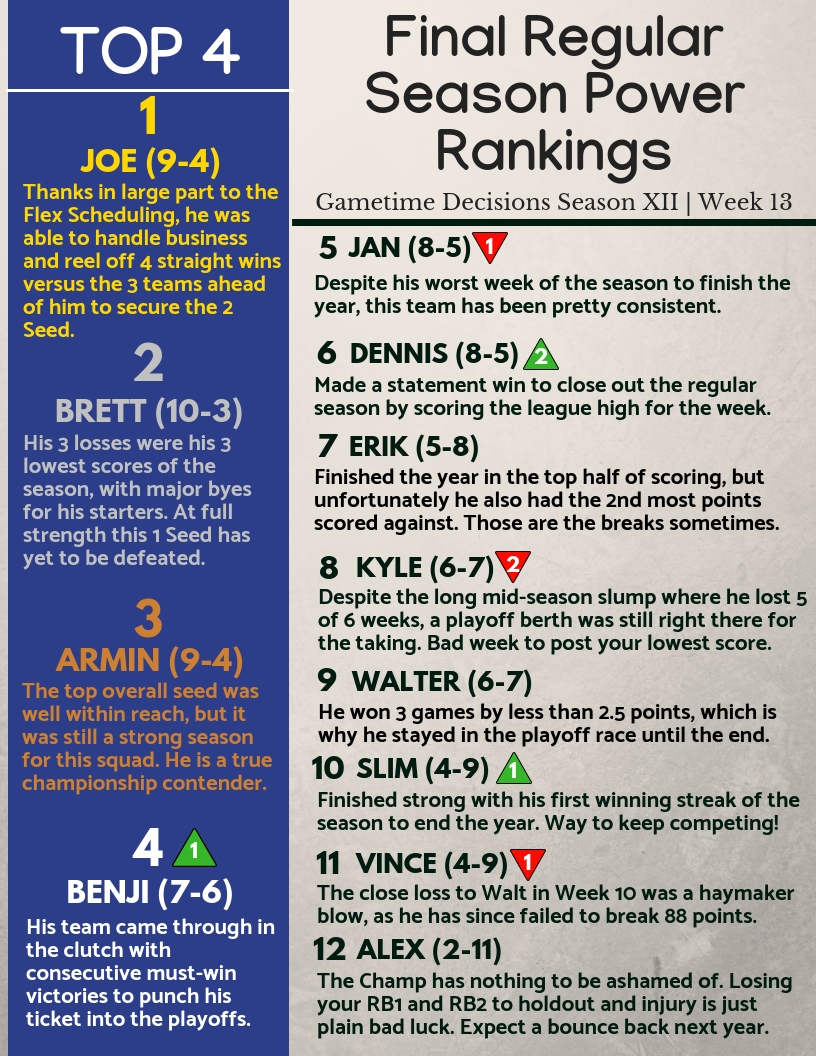 TOP 4
1
JOE (9-4)
Thanks in large part to the
Flex Scheduling, he was
able to handle business
and reel off 4 straight wins
versus the 3 teams ahead
of him to secure the 2
Seed.
2
BRETT (10-3)
His 3 losses were his 3
lowest scores of the
season, with major byes
for his starters. At full
strength this 1 Seed has
yet to be defeated.
3
ARMIN (9-4)
The top overall seed was
well within reach, but it
was still a strong season
for this squad. He is a true
championship contender.
4 1
BENJI (7-6)
His team came through in
the clutch with
consecutive must-win
victories to punch his
ticket into the playoffs.
Final Regular
Season Power
Rankings
Gametime Decisions Season XII | Week 13
5 JAN (8-5) 1
Despite his worst week of the season to finish the
year, this team has been pretty consistent.
6 DENNIS (8-5) 2
Made a statement win to close out the regular
season by scoring the league high for the week.
7 ERIK (5-8)
Finished the year in the top half of scoring, but
unfortunately he also had the 2nd most points
scored against. Those are the breaks sometimes.
8 KYLE (6-7) 2
Despite the long mid-season slump where he lost 5
of 6 weeks, a playoff berth was still right there for
the taking. Bad week to post your lowest score.
9 WALTER (6-7)
He won 3 games by less than 2.5 points, which is
why he stayed in the playoff race until the end.
10 SLIM (4-9) 1
Finished strong with his first winning streak of the
season to end the year. Way to keep competing!
11 VINCE (4-9) 1
The close loss to Walt in Week 10 was a haymaker
blow, as he has since failed to break 88 points.
12 ALEX (2-11)
The Champ has nothing to be ashamed of. Losing
your RB1 and RB2 to holdout and injury is just
plain bad luck. Expect a bounce back next year.